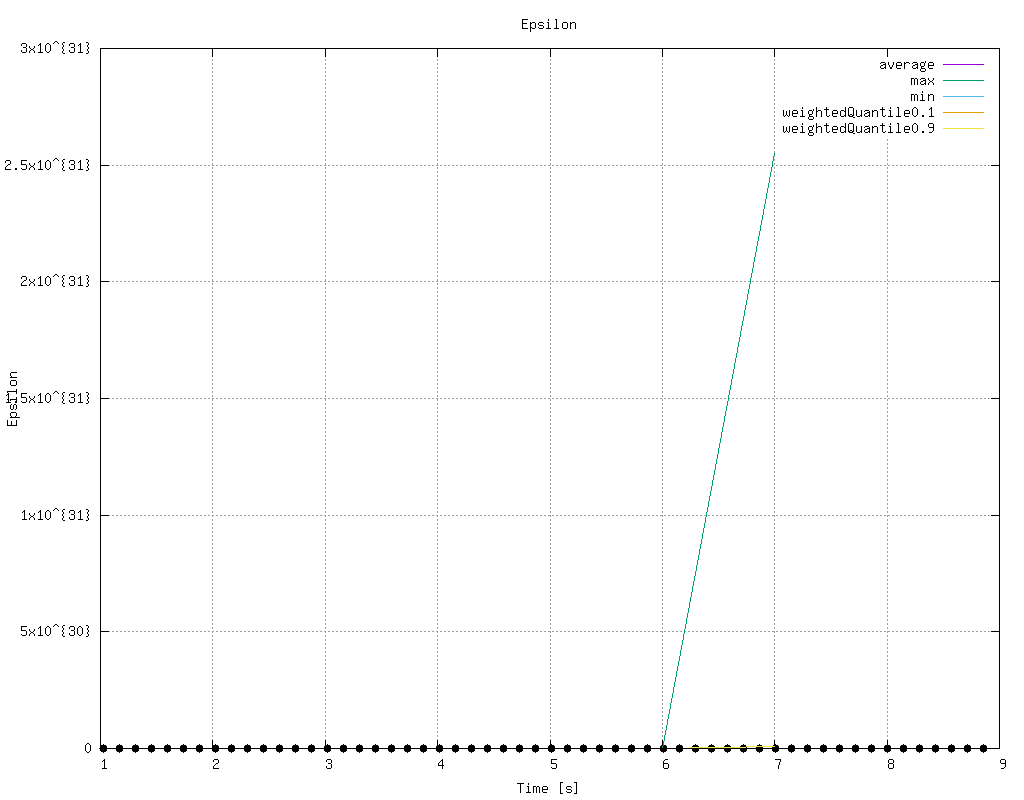 Epsilon
3x10^{31}
2.5x10^{31}
2x10^{31}
1.5x10^{31}
1x10^{31}
5x10^{30}
0
Epsilon
average
max
min
weightedQuantile0.1
weightedQuantile0.9
1 2 3 4 5 6 7 8 9
Time [s]